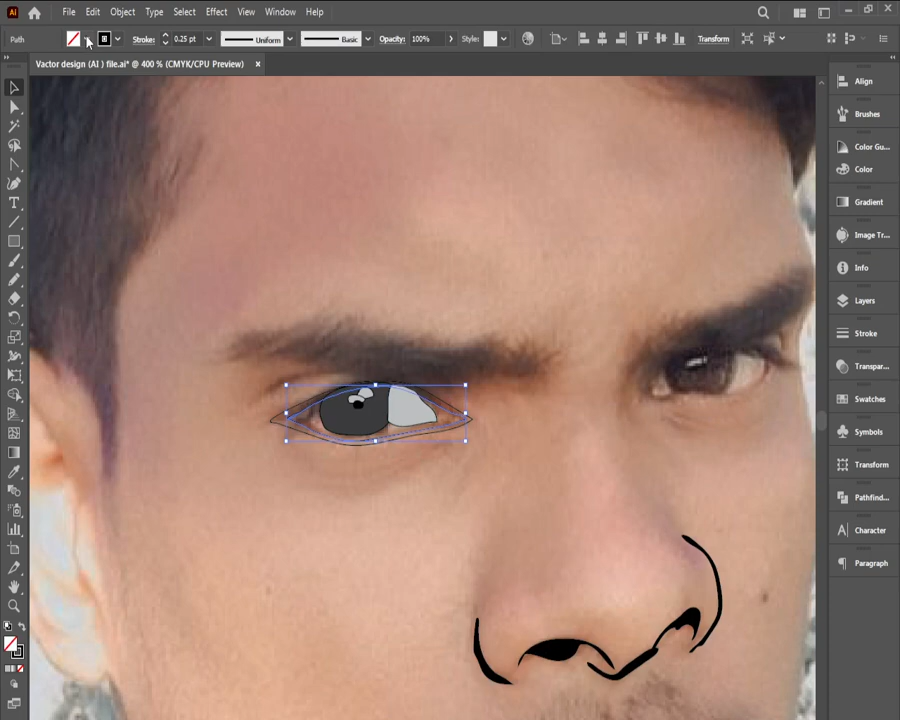 Ai File Edit Object Type Select Effect View Window Help
Path Stroke: 0.25 pt Uniform Basic Opacity: 100% Style: Transform
Vactor design (AI ) file.ai* @ 400 % (CMYK/CPU Preview) ×
Align
Brushes
Color Gu...
Color
Gradient
Image Tr...
Info
Layers
Stroke
Transpar...
Swatches
Symbols
Transform
Pathfind...
Character
Paragraph